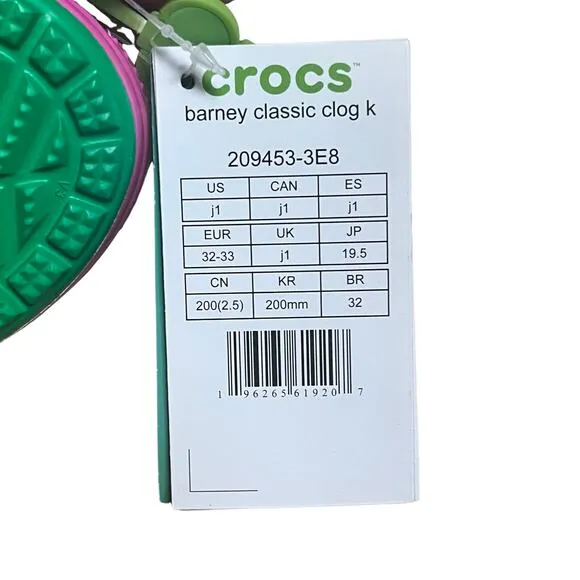 crocs™
barney classic clog k
209453-3E8
US CAN ES
j1 j1 j1
EUR UK JP
32-33 j1 19.5
CN KR BR
200(2.5) 200mm 32
1 96265 61920 7